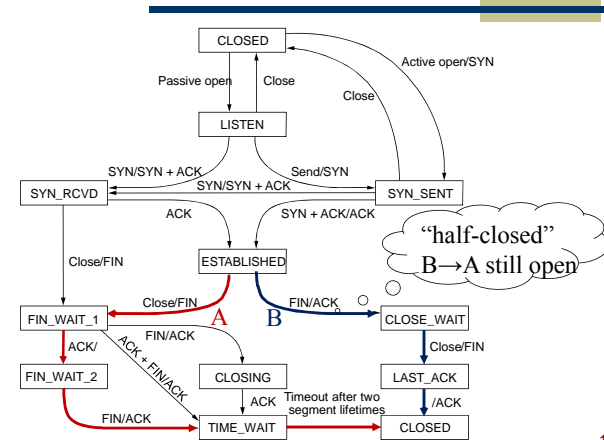 CLOSED
Active open/SYN
Passive open
Close
Close
LISTEN
SYN/SYN + ACK
Send/SYN
SYN/SYN + ACK
SYN_RCVD
SYN_SENT
ACK
SYN + ACK/ACK
“half-closed”
B→A still open
Close/FIN
ESTABLISHED
Close/FIN
A
B
FIN/ACK
FIN_WAIT_1
CLOSE_WAIT
FIN/ACK
ACK/
ACK + FIN/ACK
Close/FIN
FIN_WAIT_2
CLOSING
LAST_ACK
ACK
Timeout after two
segment lifetimes
/ACK
FIN/ACK
TIME_WAIT
CLOSED